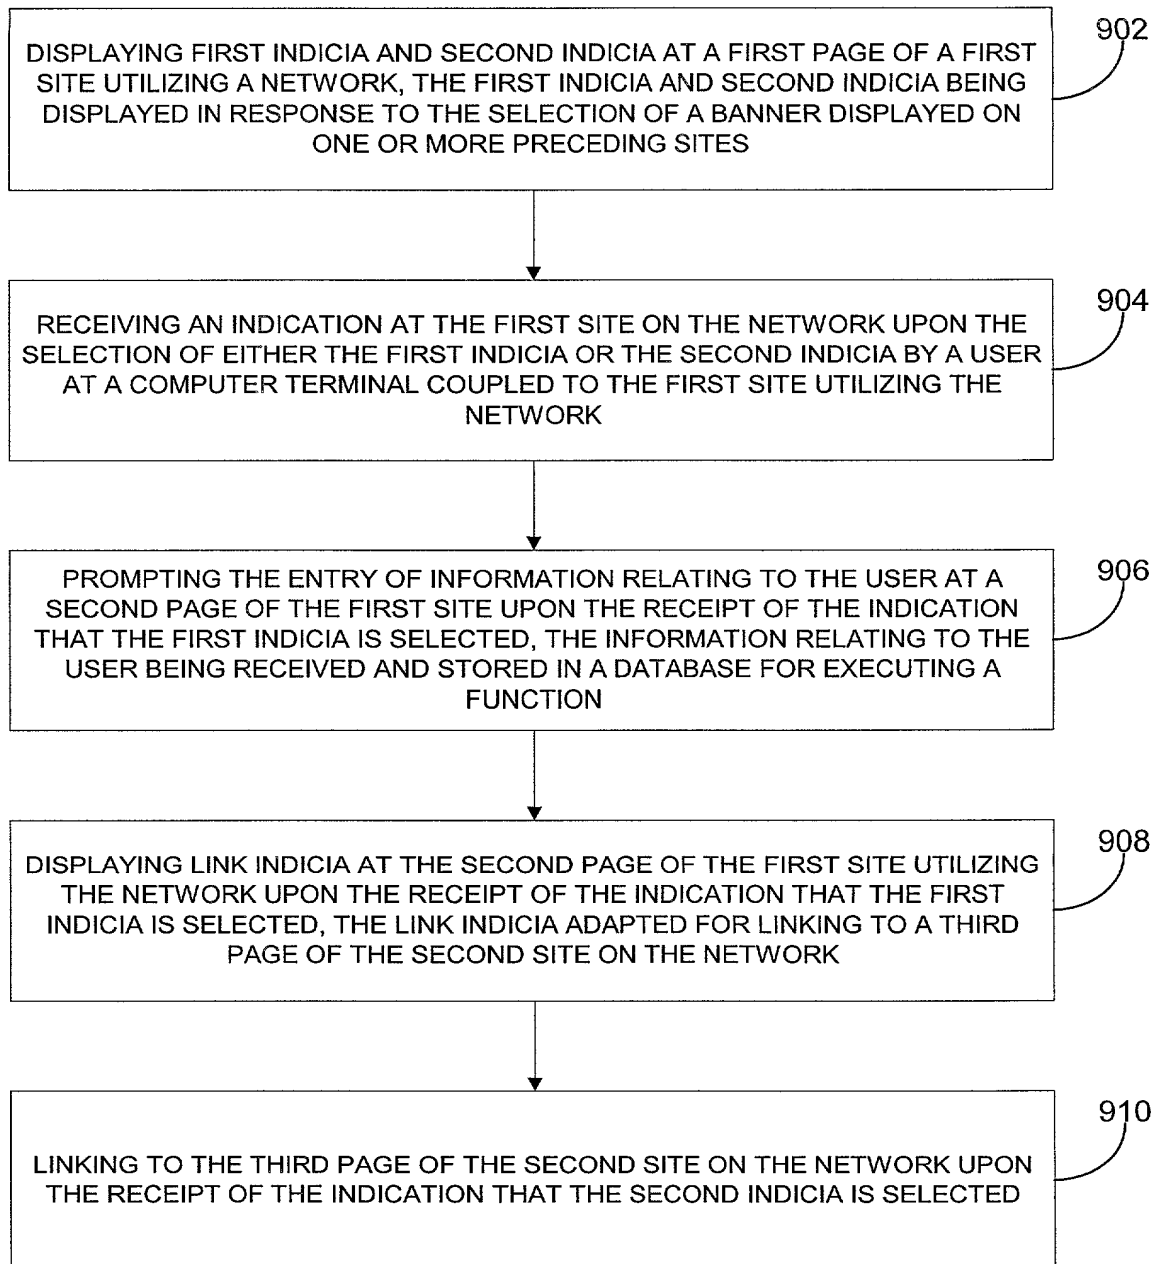 902
DISPLAYING FIRST INDICIA AND SECOND INDICIA AT A FIRST PAGE OF A FIRST
SITE UTILIZING A NETWORK, THE FIRST INDICIA AND SECOND INDICIA BEING
DISPLAYED IN RESPONSE TO THE SELECTION OF A BANNER DISPLAYED ON
ONE OR MORE PRECEDING SITES
904
RECEIVING AN INDICATION AT THE FIRST SITE ON THE NETWORK UPON THE
SELECTION OF EITHER THE FIRST INDICIA OR THE SECOND INDICIA BY A USER
AT A COMPUTER TERMINAL COUPLED TO THE FIRST SITE UTILIZING THE
NETWORK
906
PROMPTING THE ENTRY OF INFORMATION RELATING TO THE USER AT A
SECOND PAGE OF THE FIRST SITE UPON THE RECEIPT OF THE INDICATION
THAT THE FIRST INDICIA IS SELECTED, THE INFORMATION RELATING TO THE
USER BEING RECEIVED AND STORED IN A DATABASE FOR EXECUTING A
FUNCTION
908
DISPLAYING LINK INDICIA AT THE SECOND PAGE OF THE FIRST SITE UTILIZING
THE NETWORK UPON THE RECEIPT OF THE INDICATION THAT THE FIRST
INDICIA IS SELECTED, THE LINK INDICIA ADAPTED FOR LINKING TO A THIRD
PAGE OF THE SECOND SITE ON THE NETWORK
910
LINKING TO THE THIRD PAGE OF THE SECOND SITE ON THE NETWORK UPON
THE RECEIPT OF THE INDICATION THAT THE SECOND INDICIA IS SELECTED